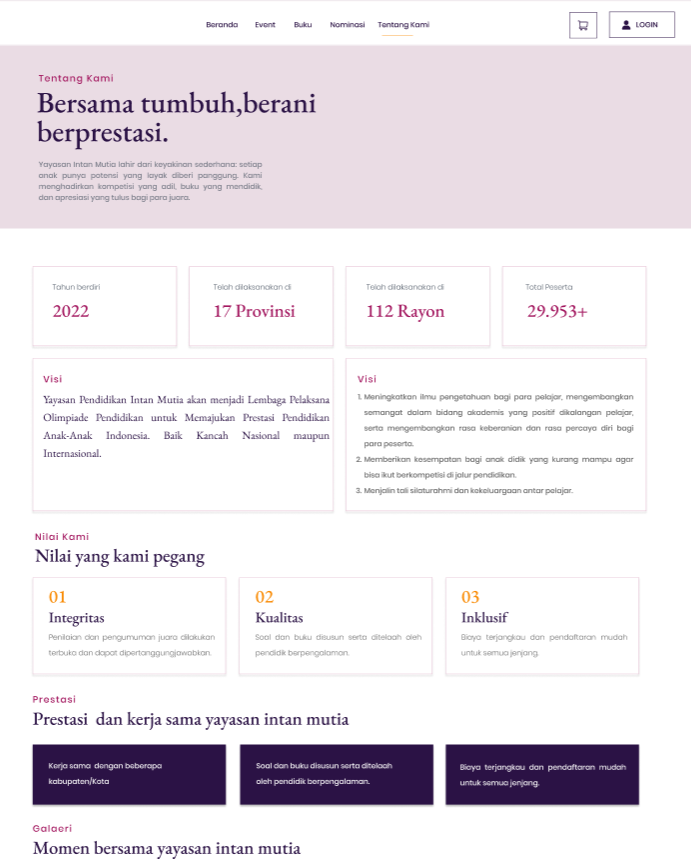 Beranda Event Buku Nominasi Tentang Kami LOGIN
Tentang Kami
Bersama tumbuh,berani
berprestasi.
Yayasan Intan Mutia lahir dari keyakinan sederhana: setiap
anak punya potensi yang layak diberi panggung. Kami
menghadirkan kompetisi yang adil, buku yang mendidik,
dan apresiasi yang tulus bagi para juara.
Tahun berdiri
2022
Telah dilaksanakan di
17 Provinsi
Telah dilaksanakan di
112 Rayon
Total Peserta
29.953+
Visi
Yayasan Pendidikan Intan Mutia akan menjadi Lembaga Pelaksana
Olimpiade Pendidikan untuk Memajukan Prestasi Pendidikan
Anak-Anak Indonesia. Baik Kancah Nasional maupun
Internasional.
Visi
1. Meningkatkan ilmu pengetahuan bagi para pelajar, mengembangkan
semangat dalam bidang akademis yang positif dikalangan pelajar,
serta mengembangkan rasa keberanian dan rasa percaya diri bagi
para peserta.
2. Memberikan kesempatan bagi anak didik yang kurang mampu agar
bisa ikut berkompetisi di jalur pendidikan.
3. Menjalin tali silaturahmi dan kekeluargaan antar pelajar.
Nilai Kami
Nilai yang kami pegang
01
Integritas
Penilaian dan pengumuman juara dilakukan
terbuka dan dapat dipertanggungjawabkan.
02
Kualitas
Soal dan buku disusun serta ditelaah oleh
pendidik berpengalaman.
03
Inklusif
Biaya terjangkau dan pendaftaran mudah
untuk semua jenjang.
Prestasi
Prestasi dan kerja sama yayasan intan mutia
Kerja sama dengan beberapa
kabupaten/Kota
Soal dan buku disusun serta ditelaah
oleh pendidik berpengalaman.
Biaya terjangkau dan pendaftaran mudah
untuk semua jenjang.
Galaeri
Momen bersama yayasan intan mutia